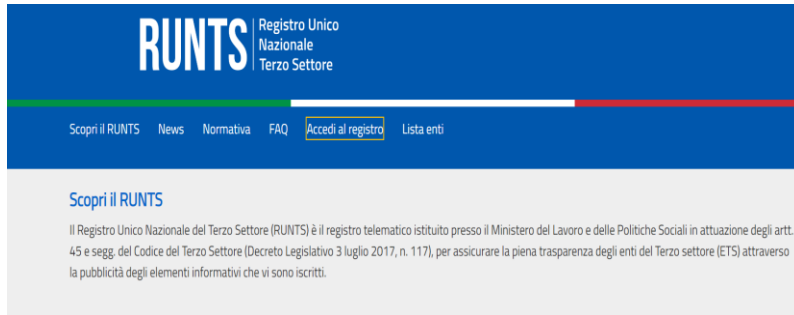 RUNTS
Registro Unico
Nazionale
Terzo Settore
Scopri il RUNTS News Normativa FAQ Accedi al registro Lista enti
Scopri il RUNTS
Il Registro Unico Nazionale del Terzo Settore (RUNTS) è il registro telematico istituito presso il Ministero del Lavoro e delle Politiche Sociali in attuazione degli artt.
45 e segg. del Codice del Terzo Settore (Decreto Legislativo 3 luglio 2017, n. 117), per assicurare la piena trasparenza degli enti del Terzo settore (ETS) attraverso
la pubblicità degli elementi informativi che vi sono iscritti.